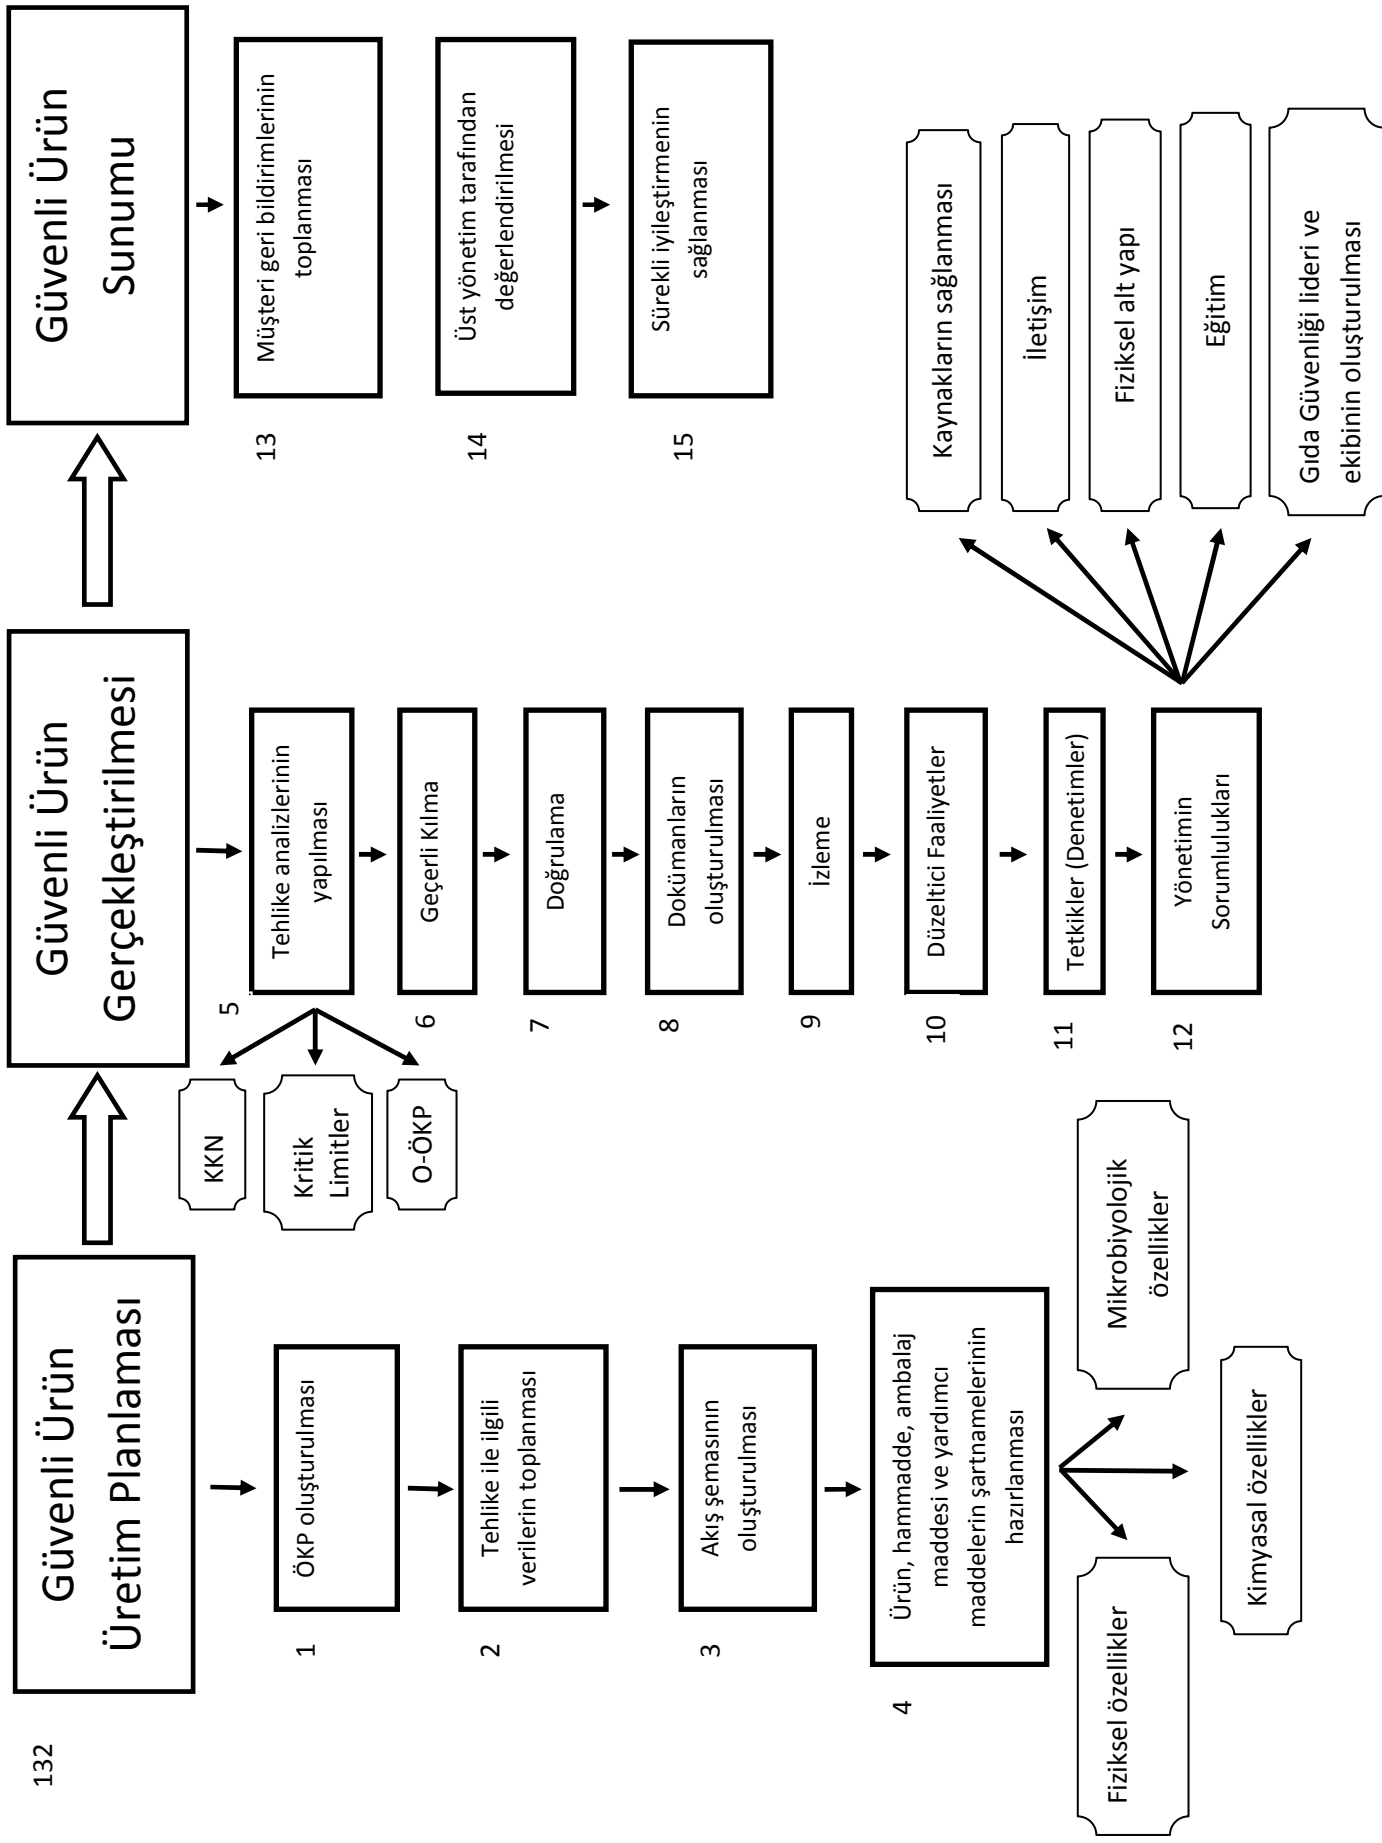 132
Güvenli Ürün
Üretim Planlaması
1
ÖKP oluşturulması
2
Tehlike ile ilgili
verilerin toplanması
3
Akış şemasının
oluşturulması
4
Ürün, hammadde, ambalaj
maddesi ve yardımcı
maddelerin şartnamelerinin
hazırlanması
Fiziksel özellikler
Kimyasal özellikler
Mikrobiyolojik
özellikler
Güvenli Ürün
Gerçekleştirilmesi
5
Tehlike analizlerinin
yapılması
KKN
Kritik
Limitler
O-ÖKP
6
Geçerli Kılma
7
Doğrulama
8
Dokümanların
oluşturulması
9
İzleme
10
Düzeltici Faaliyetler
11
Tetkikler (Denetimler)
12
Yönetimin
Sorumlulukları
Kaynakların sağlanması
İletişim
Fiziksel alt yapı
Eğitim
Gıda Güvenliği lideri ve
ekibinin oluşturulması
Güvenli Ürün
Sunumu
13
Müşteri geri bildirimlerinin
toplanması
14
Üst yönetim tarafından
değerlendirilmesi
15
Sürekli iyileştirmenin
sağlanması